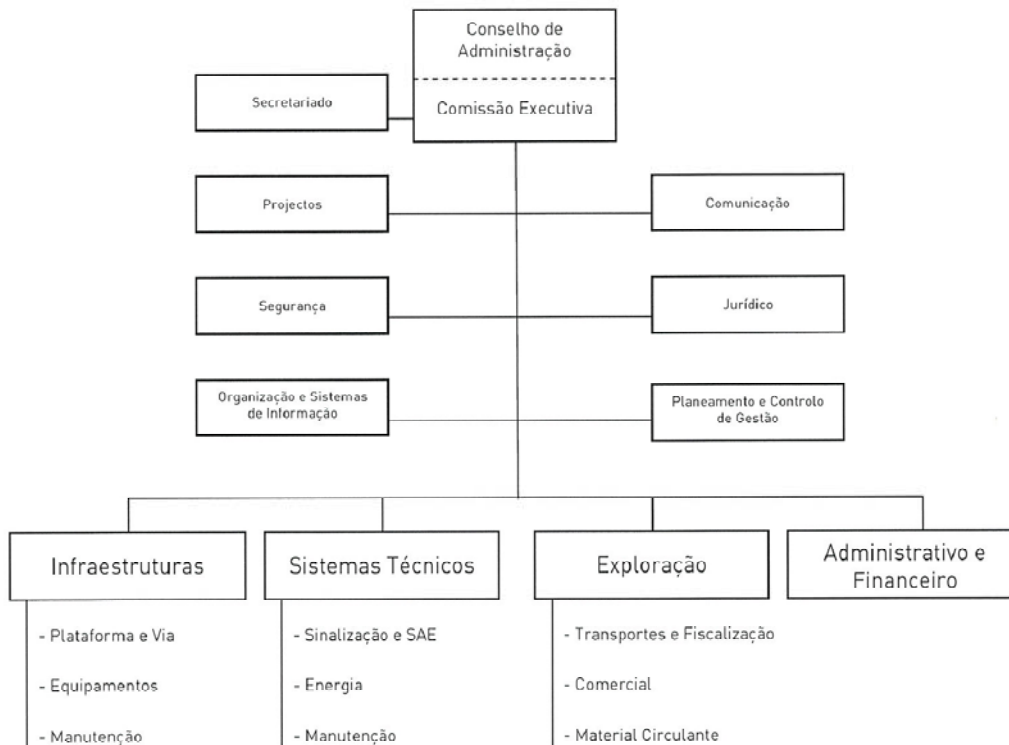 Conselho de
Administração
Comissão Executiva
Secretariado
Projectos
Comunicação
Segurança
Jurídico
Organização e Sistemas
de Informação
Planeamento e Controlo
de Gestão
Infraestruturas
- Plataforma e Via
- Equipamentos
- Manutenção
Sistemas Técnicos
- Sinalização e SAE
- Energia
- Manutenção
Exploração
- Transportes e Fiscalização
- Comercial
- Material Circulante
Administrativo e
Financeiro